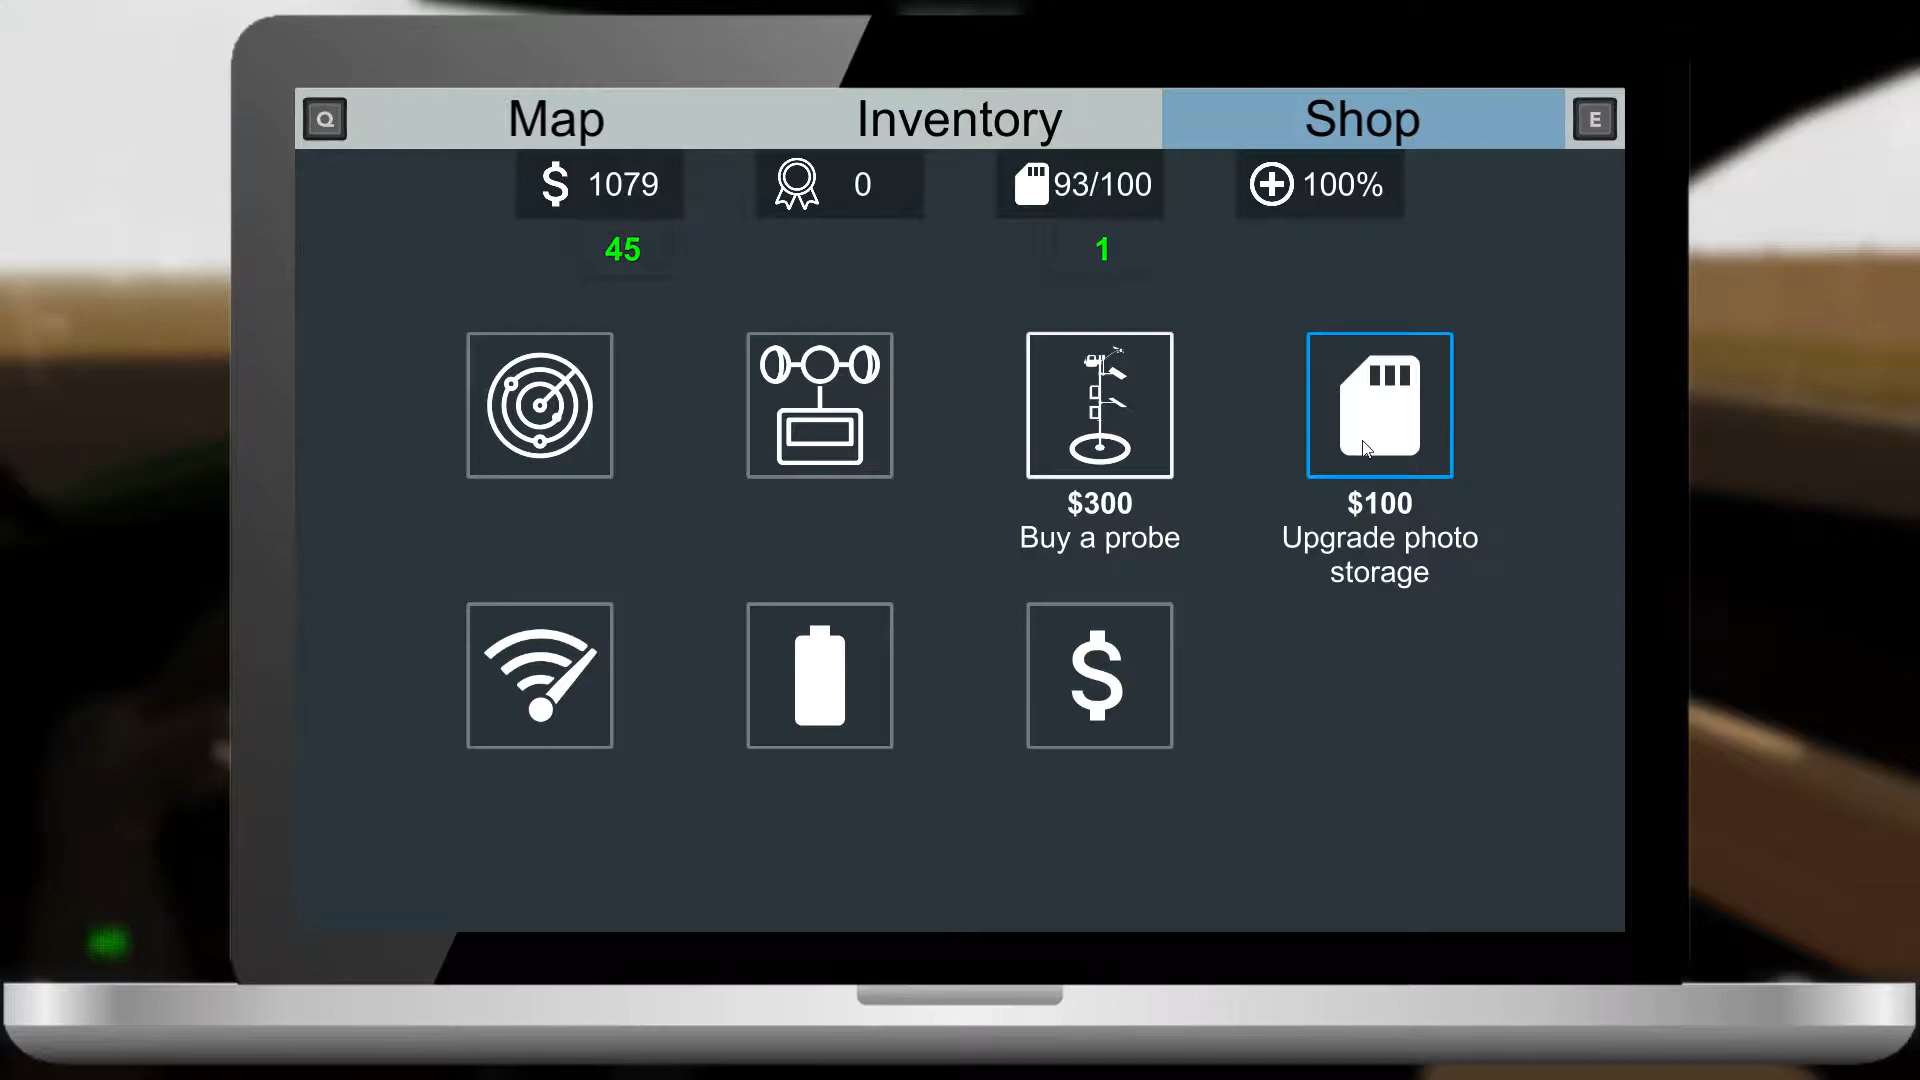 Q Map Inventory Shop E
$ 1079 0 93/100 100%
45 1
$300 $100
Buy a probe Upgrade photo
storage
$